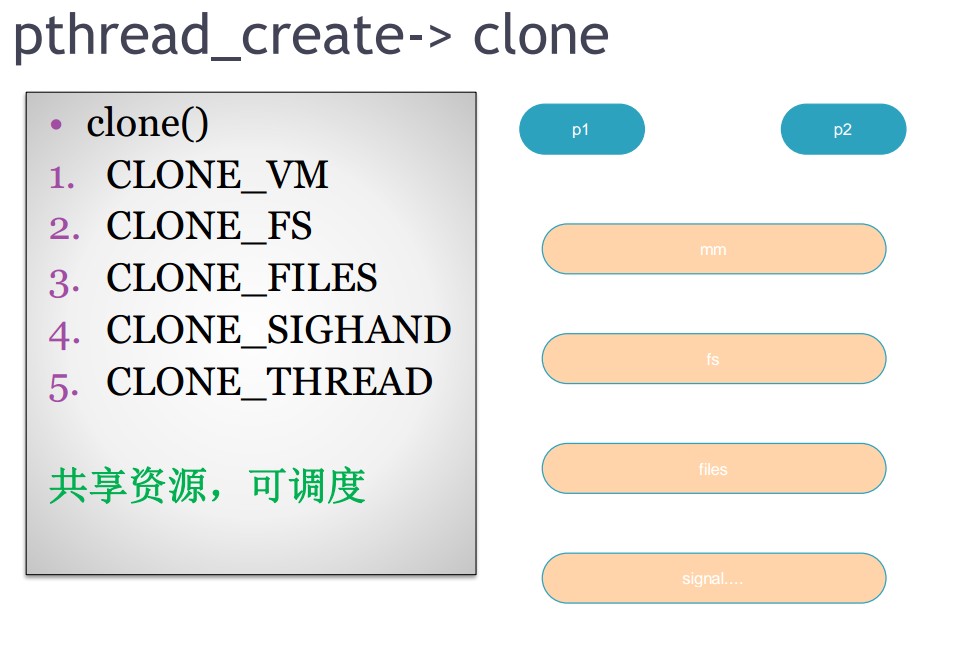 pthread_create-> clone
• clone()
1. CLONE_VM
2. CLONE_FS
3. CLONE_FILES
4. CLONE_SIGHAND
5. CLONE_THREAD
共享资源，可调度
p1
p2
mm
fs
files
signal....